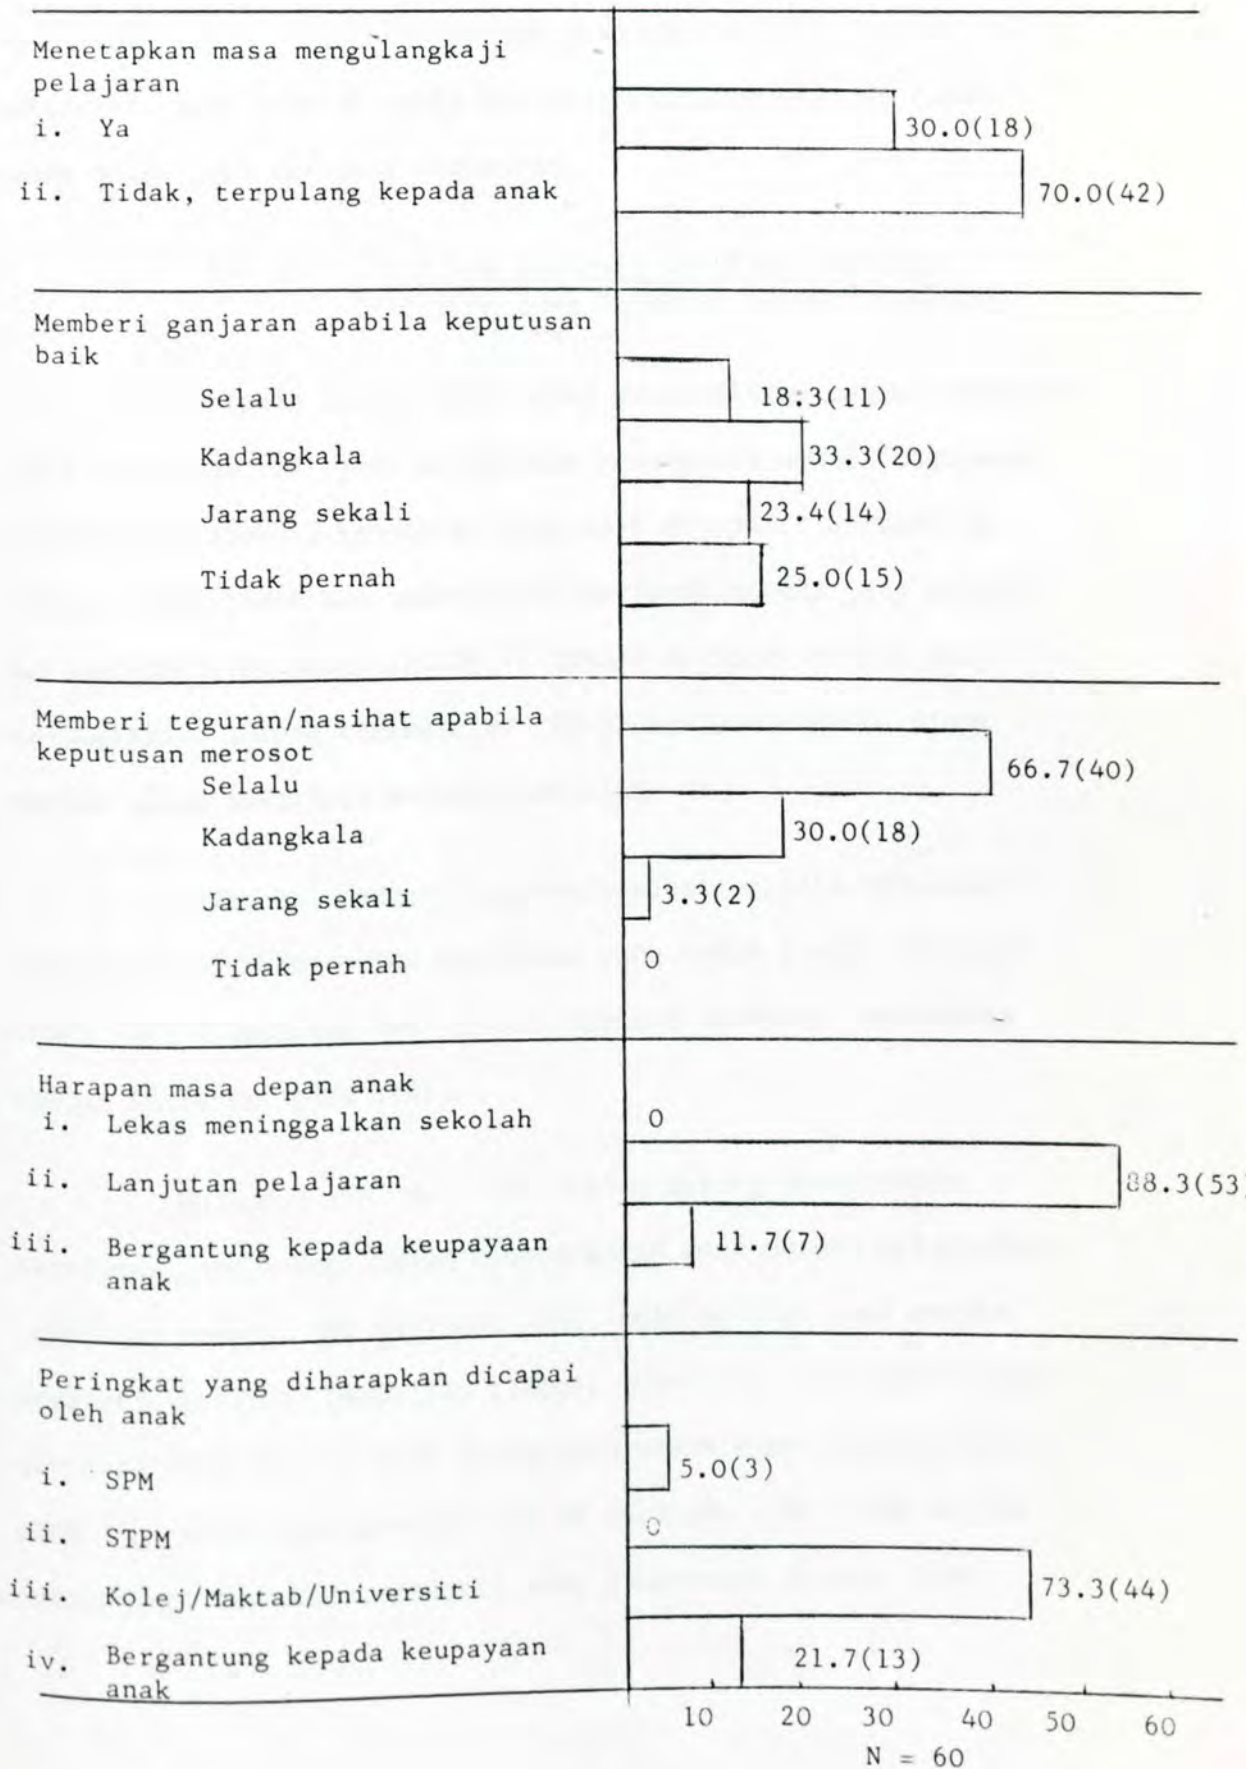 Menetapkan masa mengulangkaji
pelajaran
i. Ya 30.0(18)
ii. Tidak, terpulang kepada anak 70.0(42)
Memberi ganjaran apabila keputusan
baik
Selalu 18.3(11)
Kadangkala 33.3(20)
Jarang sekali 23.4(14)
Tidak pernah 25.0(15)
Memberi teguran/nasihat apabila
keputusan merosot
Selalu 66.7(40)
Kadangkala 30.0(18)
Jarang sekali 3.3(2)
Tidak pernah 0
Harapan masa depan anak
i. Lekas meninggalkan sekolah 0
ii. Lanjutan pelajaran 88.3(53)
iii. Bergantung kepada keupayaan 11.7(7)
anak
Peringkat yang diharapkan dicapai
oleh anak
i. SPM 5.0(3)
ii. STPM 0
iii. Kolej/Maktab/Universiti 73.3(44)
iv. Bergantung kepada keupayaan 21.7(13)
anak
10 20 30 40 50 60
N = 60